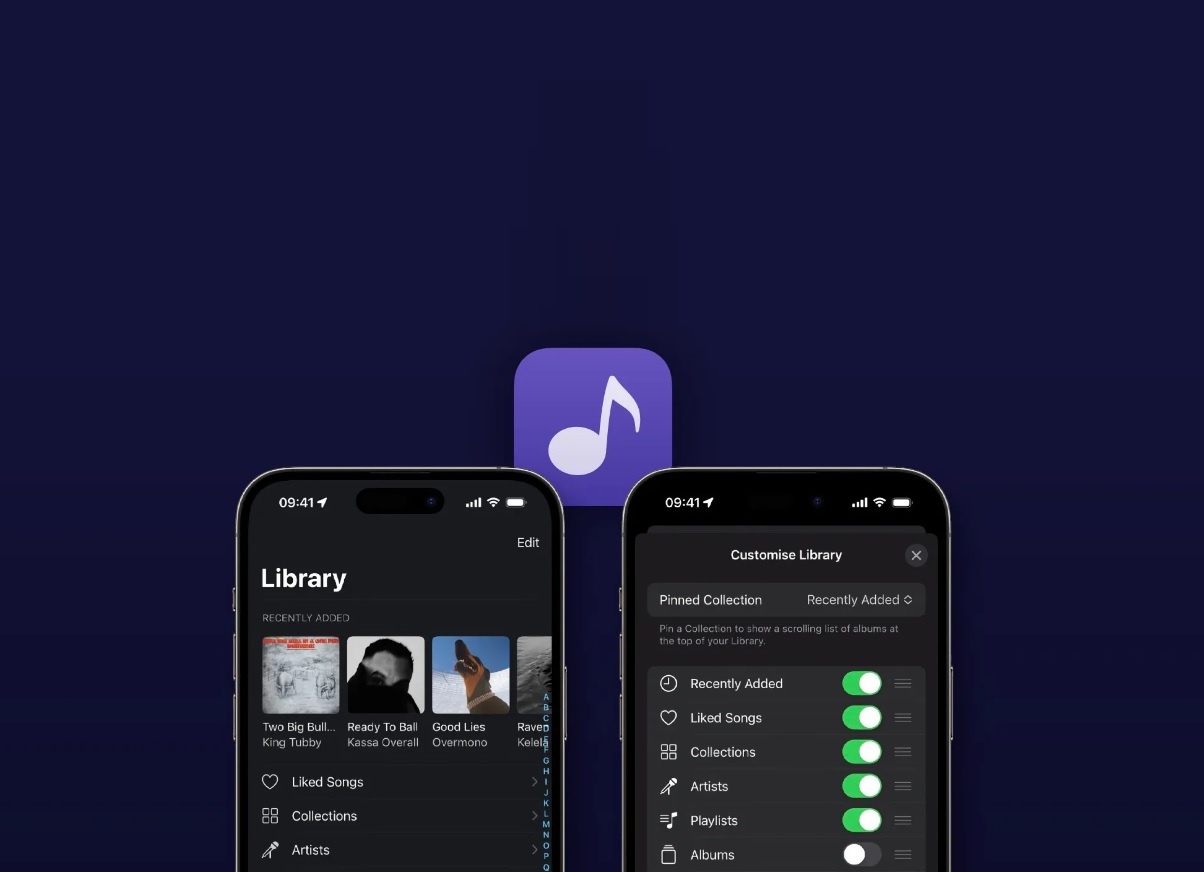 09:41
Edit
Library
RECENTLY ADDED
Two Big Bull... Ready To Ball Good Lies Raven
King Tubby Kassa Overall Overmono Kelela
Liked Songs
Collections
Artists
A
B
C
D
E
F
G
H
I
J
K
L
M
N
O
P
Q
09:41
Customise Library
Pinned Collection Recently Added
Pin a Collection to show a scrolling list of albums at
the top of your Library.
Recently Added
Liked Songs
Collections
Artists
Playlists
Albums